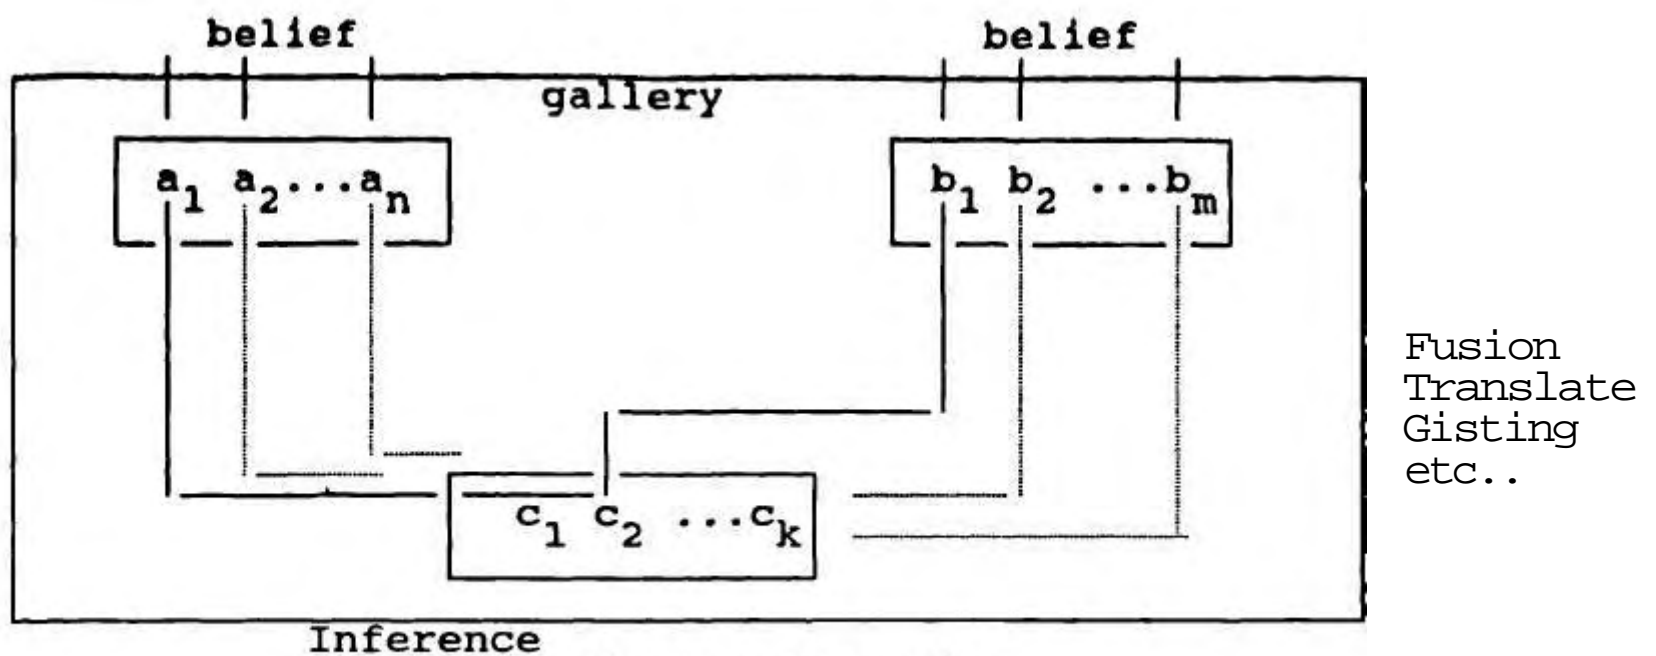 belief belief
gallery
a₁ a₂...aₙ b₁ b₂ ...bₘ
Fusion
Translate
Gisting
etc..
c₁ c₂ ...cₖ
Inference